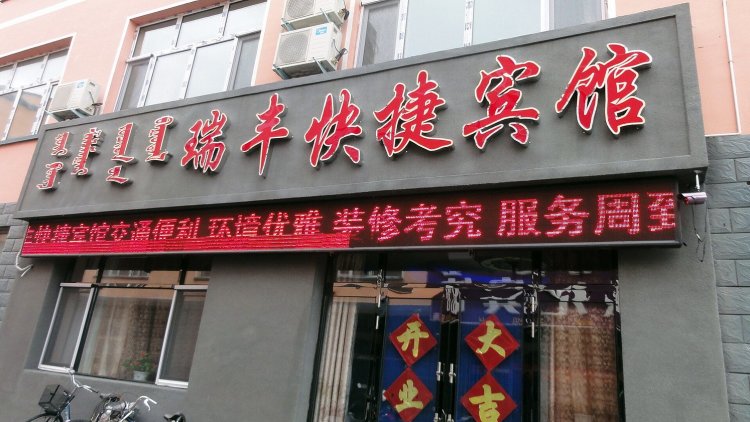 瑞丰快捷宾馆
快捷宾馆交通便利 环境优雅 装修考究 服务周到
开业
大吉